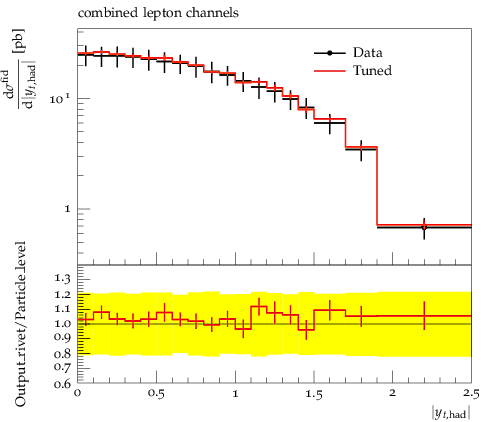 combined lepton channels
dσ^fid / d|y_t,had| [pb]
Data
Tuned
10^1
1
Output.rivet/Particle.level
1.3
1.2
1.1
1.0
0.9
0.8
0.7
0.6
0 0.5 1 1.5 2 2.5
|y_t,had|